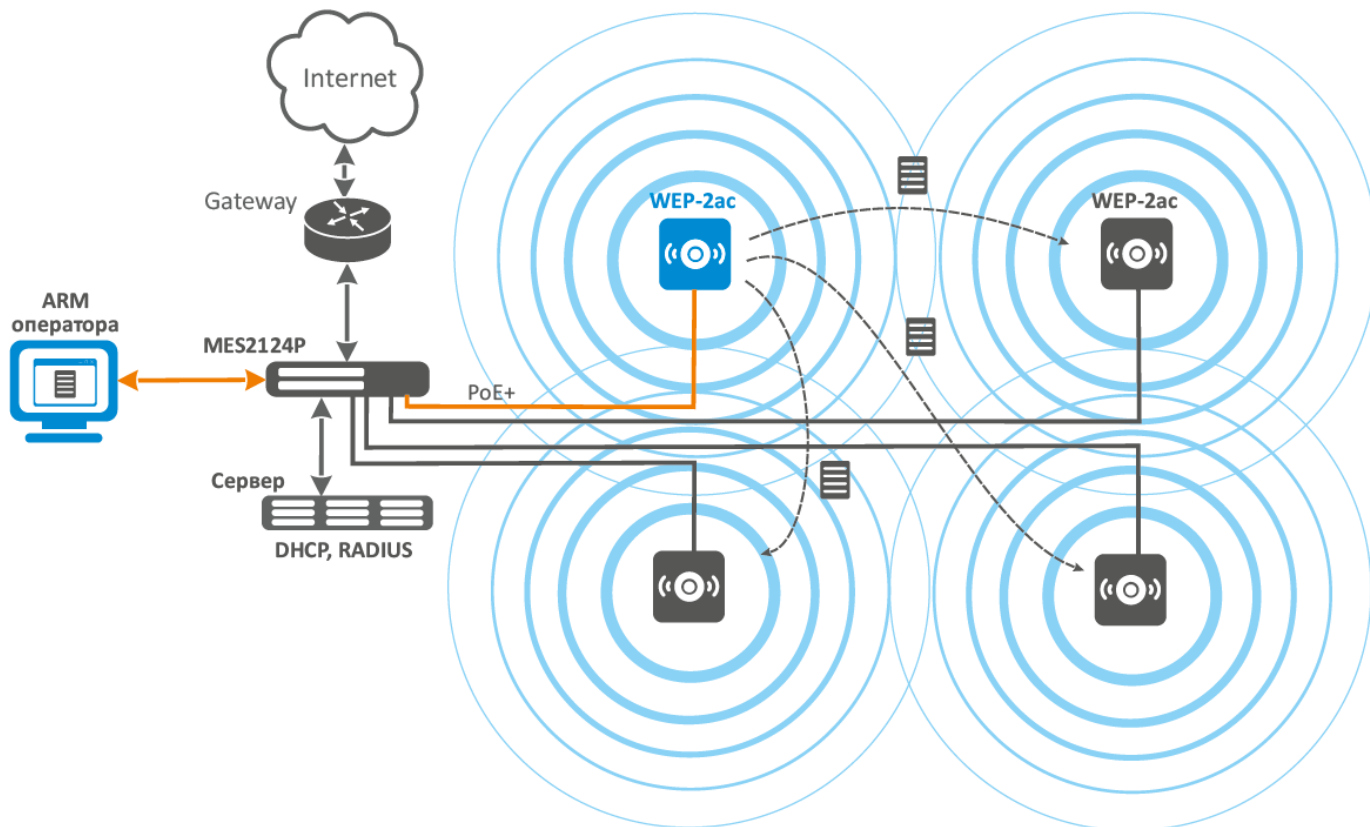 Internet
Gateway
WEP-2ac
WEP-2ac
ARM
оператора
MES2124P
PoE+
Сервер
DHCP, RADIUS